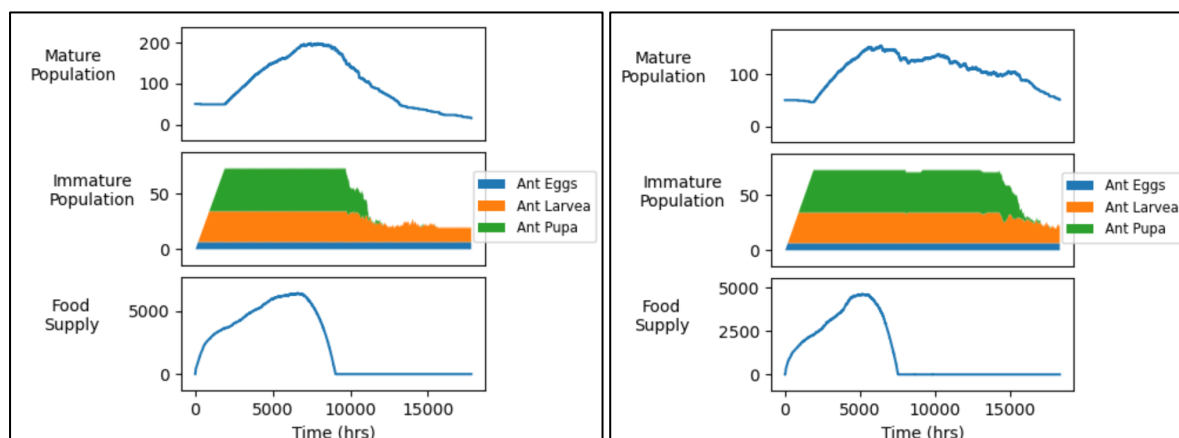 Mature
Population
200
100
0
Immature
Population
50
0
Ant Eggs
Ant Larvea
Ant Pupa
Food
Supply
5000
0
0 5000 10000 15000
Time (hrs)
Mature
Population
100
0
Immature
Population
50
0
Ant Eggs
Ant Larvea
Ant Pupa
Food
Supply
5000
2500
0
0 5000 10000 15000
Time (hrs)